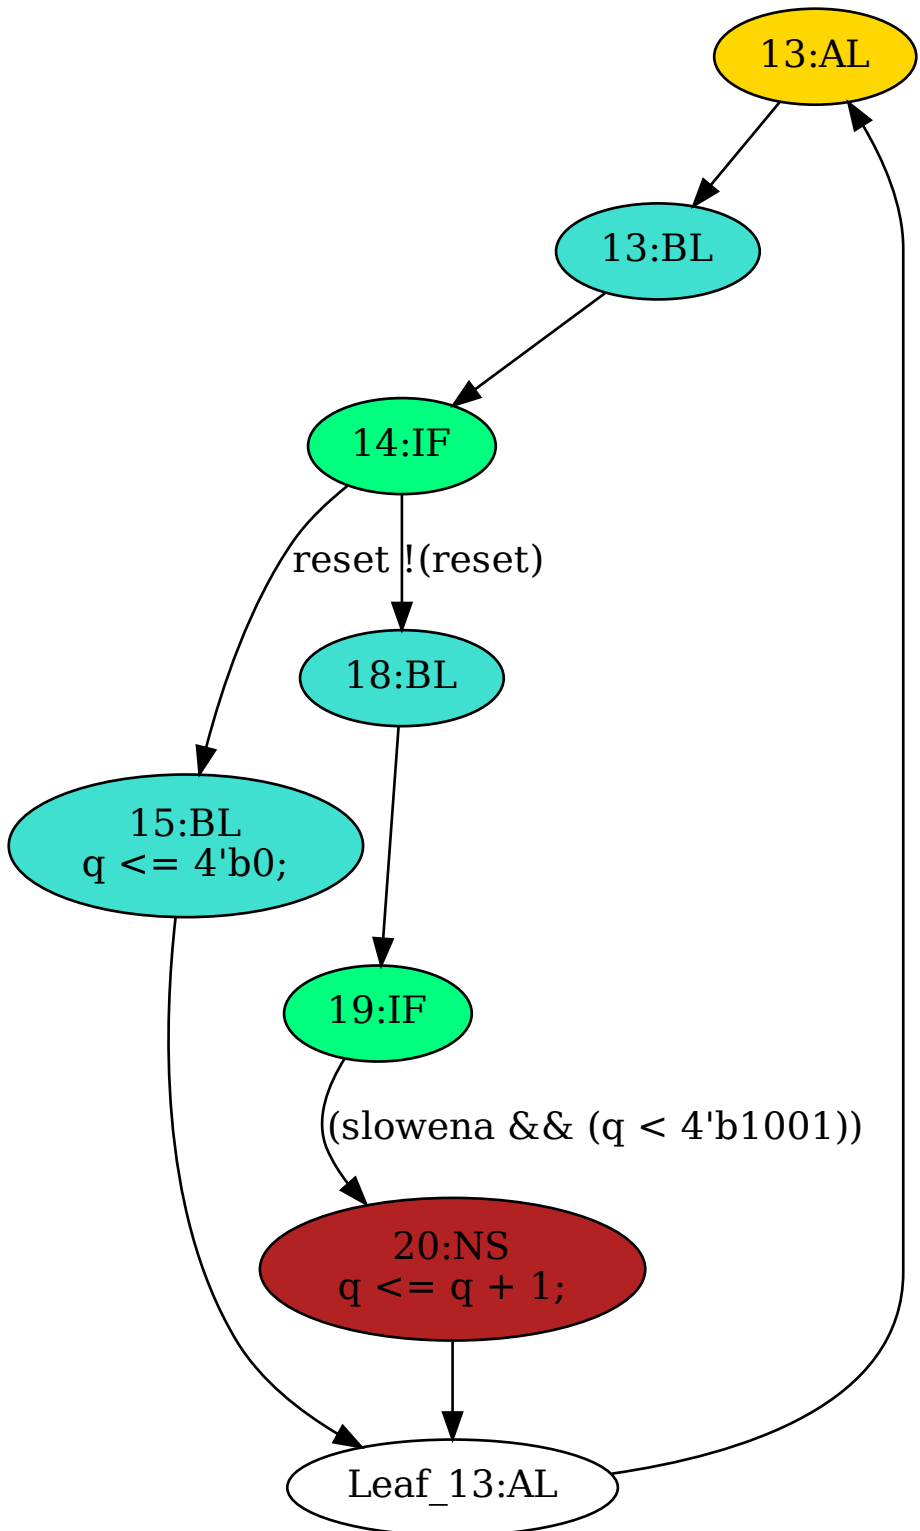 13:AL
13:BL
14:IF
reset
!(reset)
18:BL
15:BL
q <= 4'b0;
19:IF
(slowena && (q < 4'b1001))
20:NS
q <= q + 1;
Leaf_13:AL